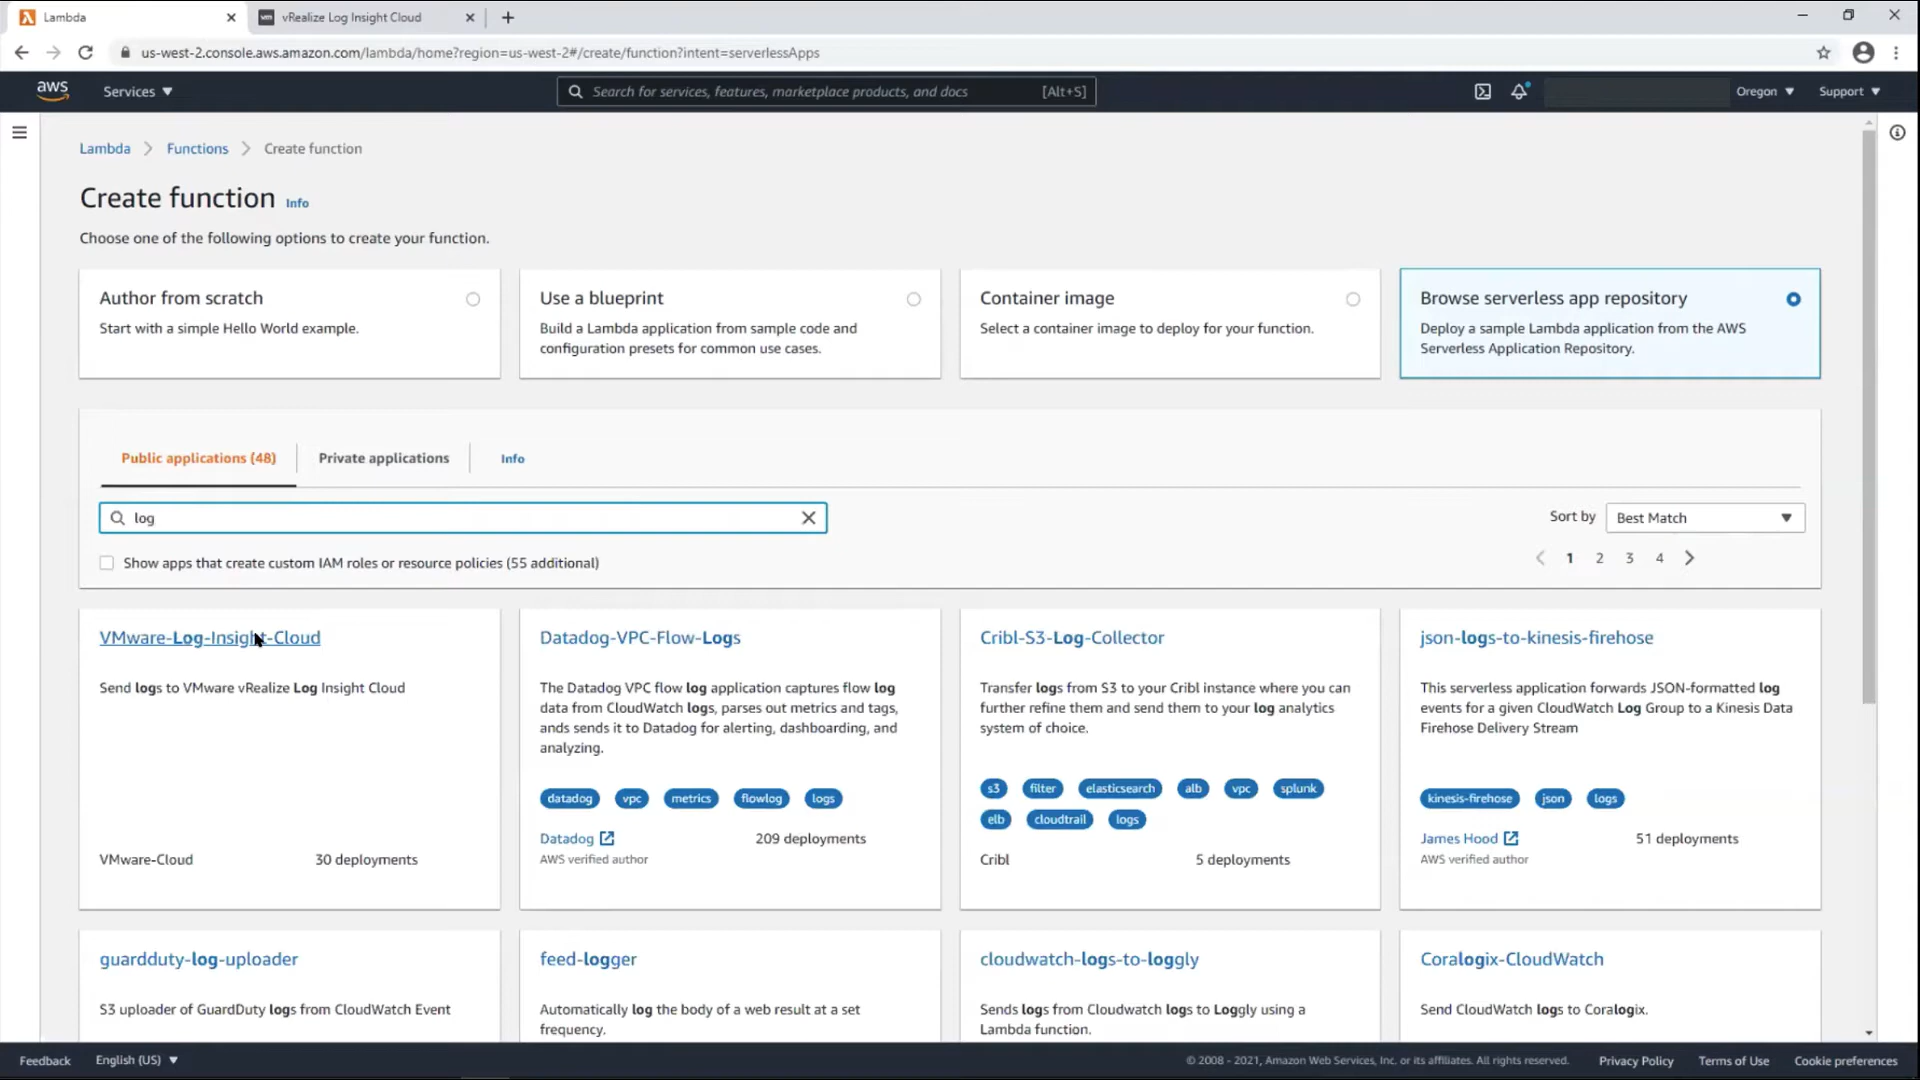 Lambda
vRealize Log Insight Cloud
us-west-2.console.aws.amazon.com/lambda/home?region=us-west-2#/create/function?intent=serverlessApps
aws
Services
Search for services, features, marketplace products, and docs
[Alt+S]
Oregon
Support
Lambda
Functions
Create function
Create function
Info
Choose one of the following options to create your function.
Author from scratch
Start with a simple Hello World example.
Use a blueprint
Build a Lambda application from sample code and
configuration presets for common use cases.
Container image
Select a container image to deploy for your function.
Browse serverless app repository
Deploy a sample Lambda application from the AWS
Serverless Application Repository.
Public applications (48)
Private applications
Info
log
Sort by
Best Match
Show apps that create custom IAM roles or resource policies (55 additional)
1 2 3 4
VMware-Log-Insight-Cloud
Send logs to VMware vRealize Log Insight Cloud
VMware-Cloud
30 deployments
Datadog-VPC-Flow-Logs
The Datadog VPC flow log application captures flow log
data from CloudWatch logs, parses out metrics and tags,
ands sends it to Datadog for alerting, dashboarding, and
analyzing.
datadog vpc metrics flowlog logs
Datadog
209 deployments
AWS verified author
Cribl-S3-Log-Collector
Transfer logs from S3 to your Cribl instance where you can
further refine them and send them to your log analytics
system of choice.
s3 filter elasticsearch alb vpc splunk
elb cloudtrail logs
Cribl
5 deployments
json-logs-to-kinesis-firehose
This serverless application forwards JSON-formatted log
events for a given CloudWatch Log Group to a Kinesis Data
Firehose Delivery Stream
kinesis-firehose json logs
James Hood
51 deployments
AWS verified author
guardduty-log-uploader
S3 uploader of GuardDuty logs from CloudWatch Event
feed-logger
Automatically log the body of a web result at a set
frequency.
cloudwatch-logs-to-loggly
Sends logs from Cloudwatch logs to Loggly using a
Lambda function.
Coralogix-CloudWatch
Send CloudWatch logs to Coralogix.
Feedback
English (US)
© 2008 - 2021, Amazon Web Services, Inc. or its affiliates. All rights reserved.
Privacy Policy
Terms of Use
Cookie preferences